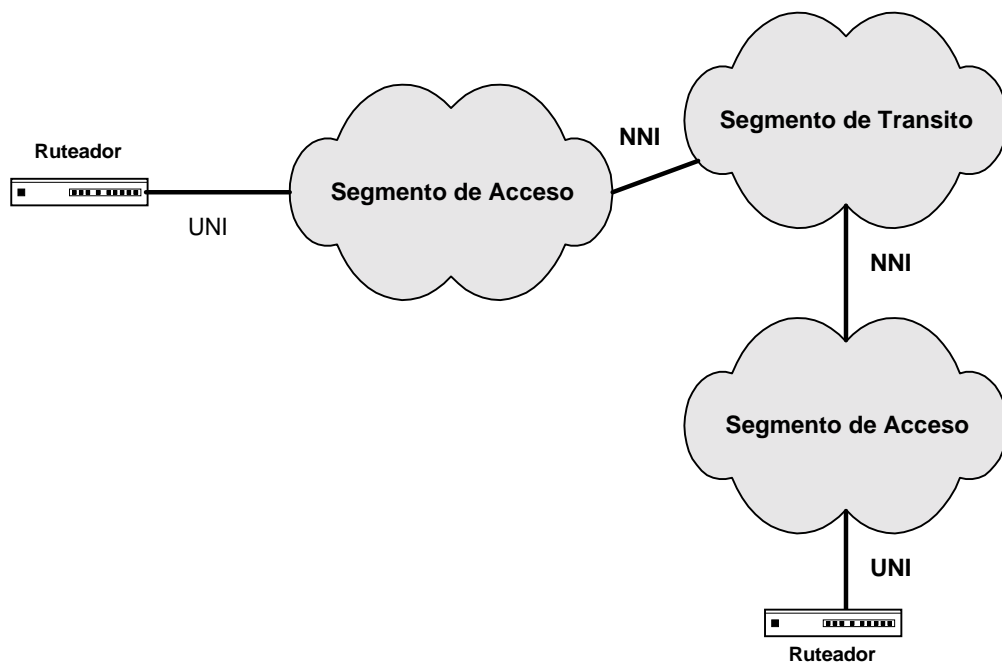 Segmento de Transito
NNI
Ruteador
Segmento de Acceso
UNI
NNI
Segmento de Acceso
UNI
Ruteador